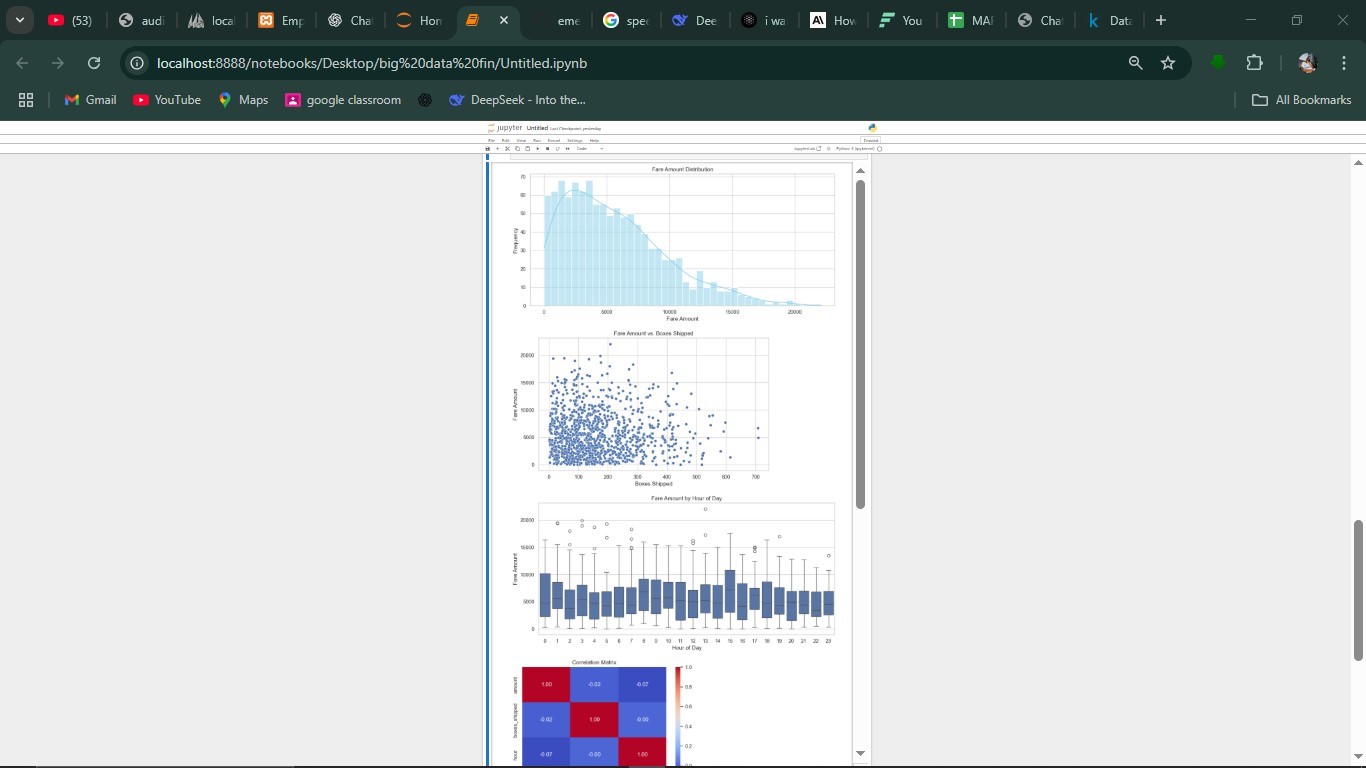 (53) audi local Emp Chat Hon eme spec Dee i wa How You MAI Chat Data
localhost:8888/notebooks/Desktop/big%20data%20fin/Untitled.ipynb
Gmail YouTube Maps google classroom DeepSeek - Into the... All Bookmarks
jupyter Untitled Last Checkpoint: yesterday
File Edit View Run Kernel Settings Help Trusted
Code JupyterLab Python 3 (ipykernel)
Fare Amount Distribution
70
60
50
40
30
20
10
0
Frequency
0 5000 10000 15000 20000
Fare Amount
Fare Amount vs. Boxes Shipped
20000
15000
10000
5000
0
Fare Amount
0 100 200 300 400 500 600 700
Boxes Shipped
Fare Amount by Hour of Day
20000
15000
10000
5000
0
Fare Amount
0 1 2 3 4 5 6 7 8 9 10 11 12 13 14 15 16 17 18 19 20 21 22 23
Hour of Day
Correlation Matrix
amount 1.00 -0.02 -0.07
boxes_shipped -0.02 1.00 -0.00
hour -0.07 -0.00 1.00
1.0
0.8
0.6
0.4
0.2